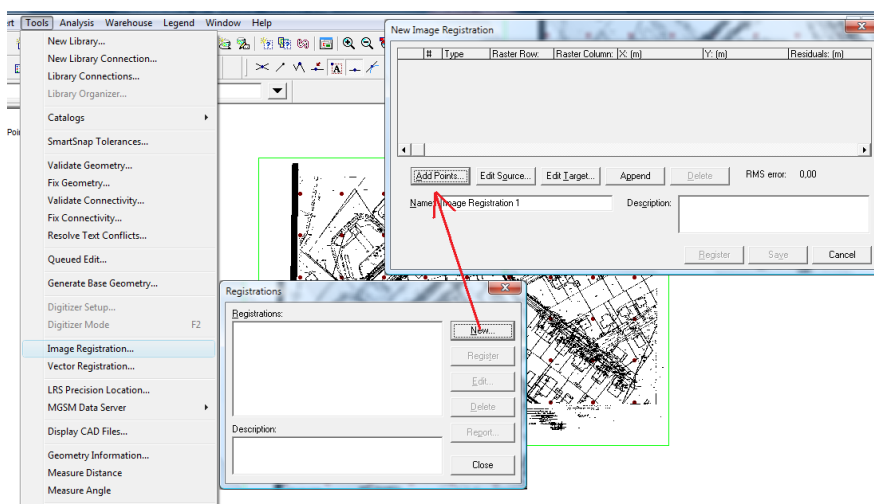 rt Tools Analysis Warehouse Legend Window Help
New Library...
New Library Connection...
Library Connections...
Library Organizer...
Catalogs
SmartSnap Tolerances...
Validate Geometry...
Fix Geometry...
Validate Connectivity...
Fix Connectivity...
Resolve Text Conflicts...
Queued Edit...
Generate Base Geometry...
Digitizer Setup...
Digitizer Mode F2
Image Registration...
Vector Registration...
LRS Precision Location...
MGSM Data Server
Display CAD Files...
Geometry Information...
Measure Distance
Measure Angle
Poi
New Image Registration
# Type Raster Row: Raster Column: X: (m) Y: (m) Residuals: (m)
Add Points... Edit Source... Edit Target... Append Delete RMS error: 0,00
Name: Image Registration 1 Description:
Register Save Cancel
Registrations
Registrations:
New...
Register
Edit...
Delete
Description:
Report...
Close